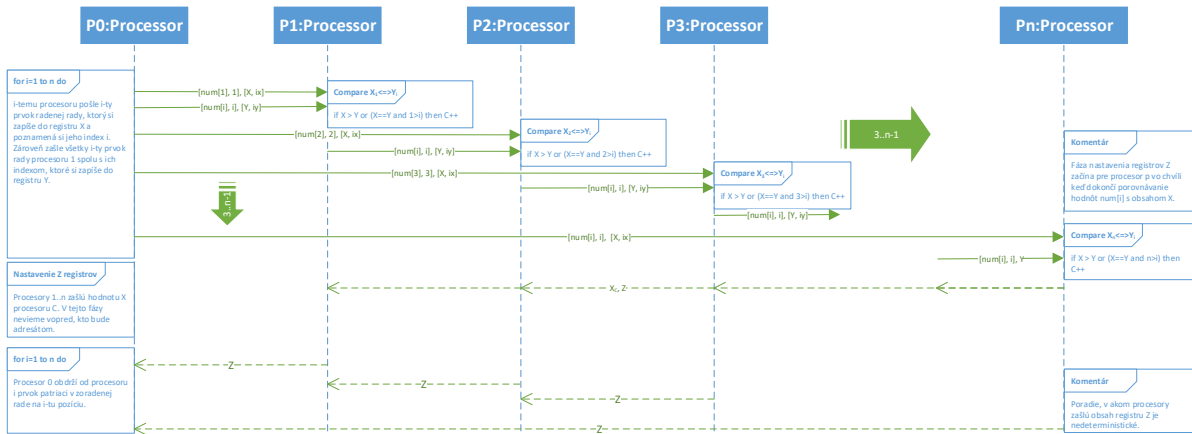 P0:Processor
P1:Processor
P2:Processor
P3:Processor
Pn:Processor
for i=1 to n do
i-temu procesoru pošle i-ty
prvok radenej rady, ktorý si
zapíše do registru X a
poznamená si jeho index i.
Zároveň zašle všetky i-ty prvok
rady procesoru 1 spolu s ich
indexom, ktoré si zapíše do
registru Y.
[num[1], 1], [X, ix]
[num[i], i], [Y, iy]
Compare X₁<=>Yᵢ
if X > Y or (X==Y and 1>i) then C++
[num[2], 2], [X, ix]
[num[i], i], [Y, iy]
Compare X₂<=>Yᵢ
if X > Y or (X==Y and 2>i) then C++
[num[3], 3], [X, ix]
[num[i], i], [Y, iy]
Compare X₃<=>Yᵢ
if X > Y or (X==Y and 3>i) then C++
[num[i], i], [Y, iy]
3..n-1
3..n-1
Komentár
Fáza nastavenia registrov Z
začína pre procesor p vo chvíli
keď dokončí porovnávanie
hodnôt num[i] s obsahom X.
[num[i], i], [X, ix]
Compare Xₙ<=>Yᵢ
if X > Y or (X==Y and n>i) then
C++
[num[i], i], Y
Nastavenie Z registrov
Procesory 1..n zašlú hodnotu X
procesoru C. V tejto fázy
nevieme vopred, kto bude
adresátom.
for i=1 to n do
Procesor 0 obdrží od procesoru
i prvok patriaci v zoradenej
rade na i-tu pozíciu.
Z
Z
Z
Z
Komentár
Poradie, v akom procesory
zašlú obsah registru Z je
nedeterministické.